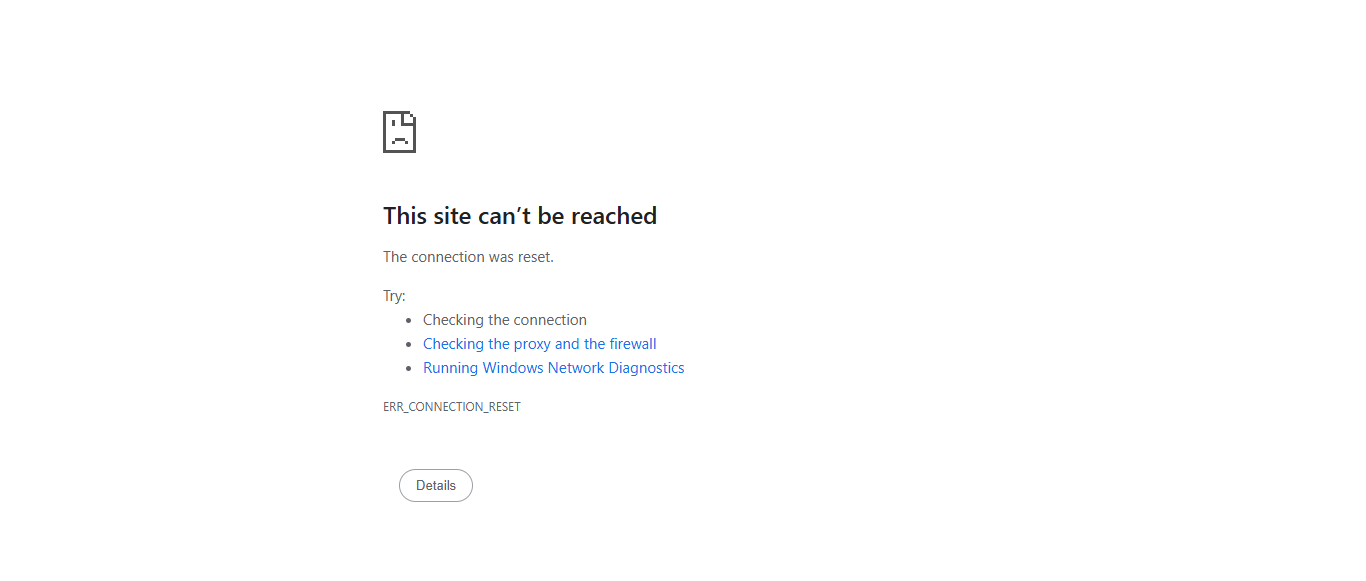 This site can’t be reached
The connection was reset.
Try:
• Checking the connection
• Checking the proxy and the firewall
• Running Windows Network Diagnostics
ERR_CONNECTION_RESET
Details